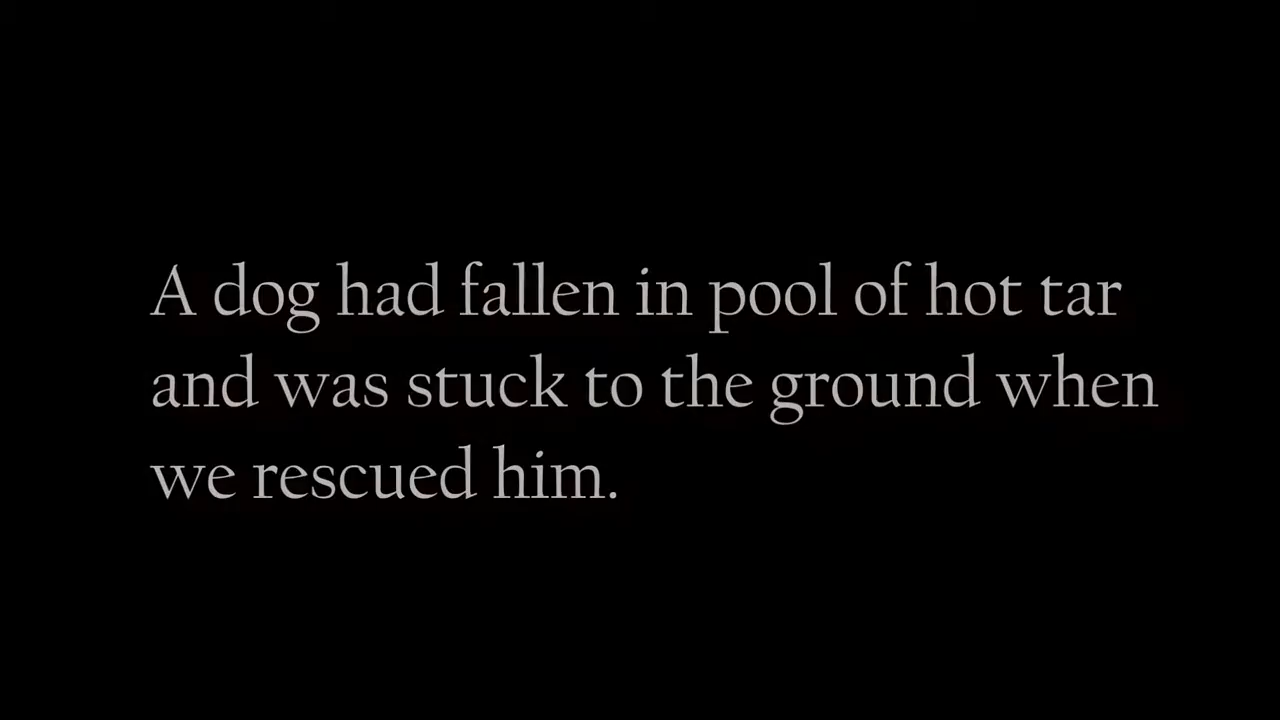 A dog had fallen in pool of hot tar
and was stuck to the ground when
we rescued him.